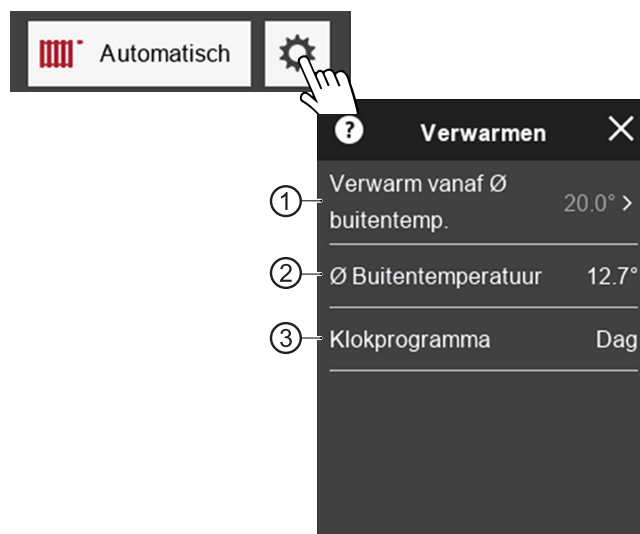 Automatisch
? Verwarmen
1 Verwarm vanaf Ø
buitentemp. 20.0° >
2 Ø Buitentemperatuur 12.7°
3 Klokprogramma Dag